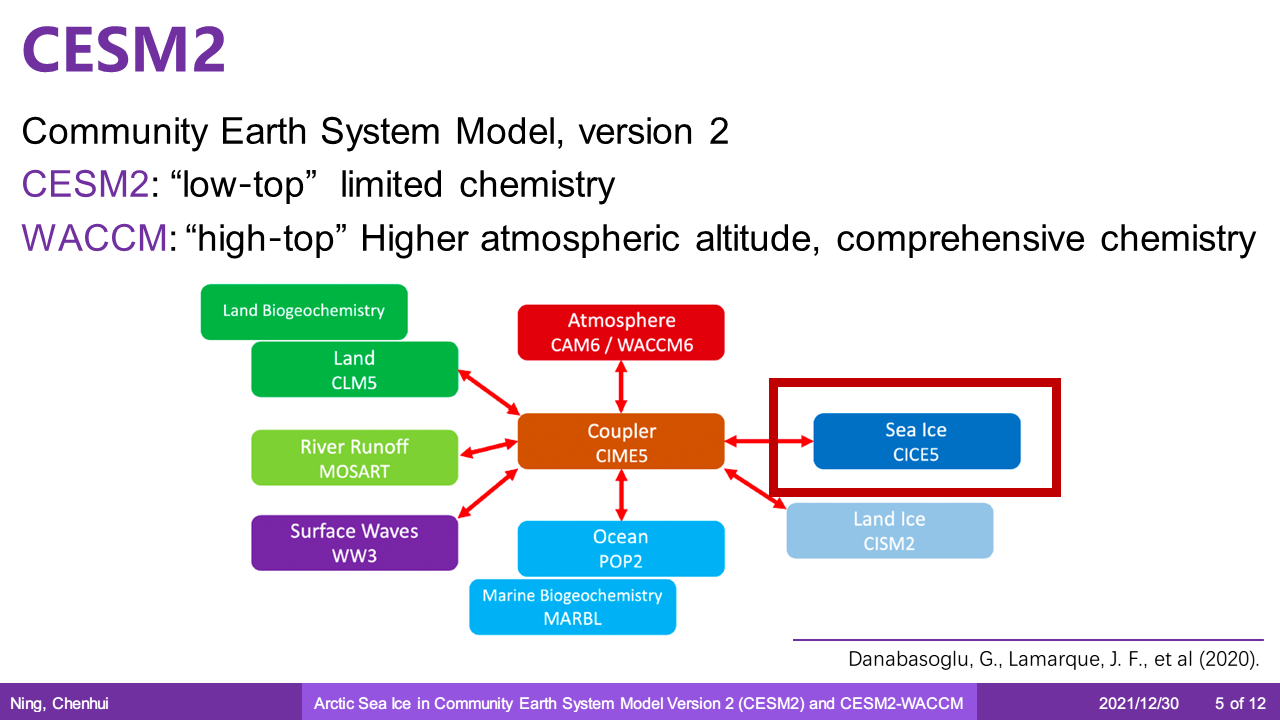 CESM2
Community Earth System Model, version 2
CESM2: “low-top” limited chemistry
WACCM: “high-top” Higher atmospheric altitude, comprehensive chemistry
Land Biogeochemistry
Land
CLM5
Atmosphere
CAM6 / WACCM6
River Runoff
MOSART
Coupler
CIME5
Sea Ice
CICE5
Surface Waves
WW3
Ocean
POP2
Land Ice
CISM2
Marine Biogeochemistry
MARBL
Danabasoglu, G., Lamarque, J. F., et al (2020).
Ning, Chenhui
Arctic Sea Ice in Community Earth System Model Version 2 (CESM2) and CESM2-WACCM
2021/12/30
5 of 12